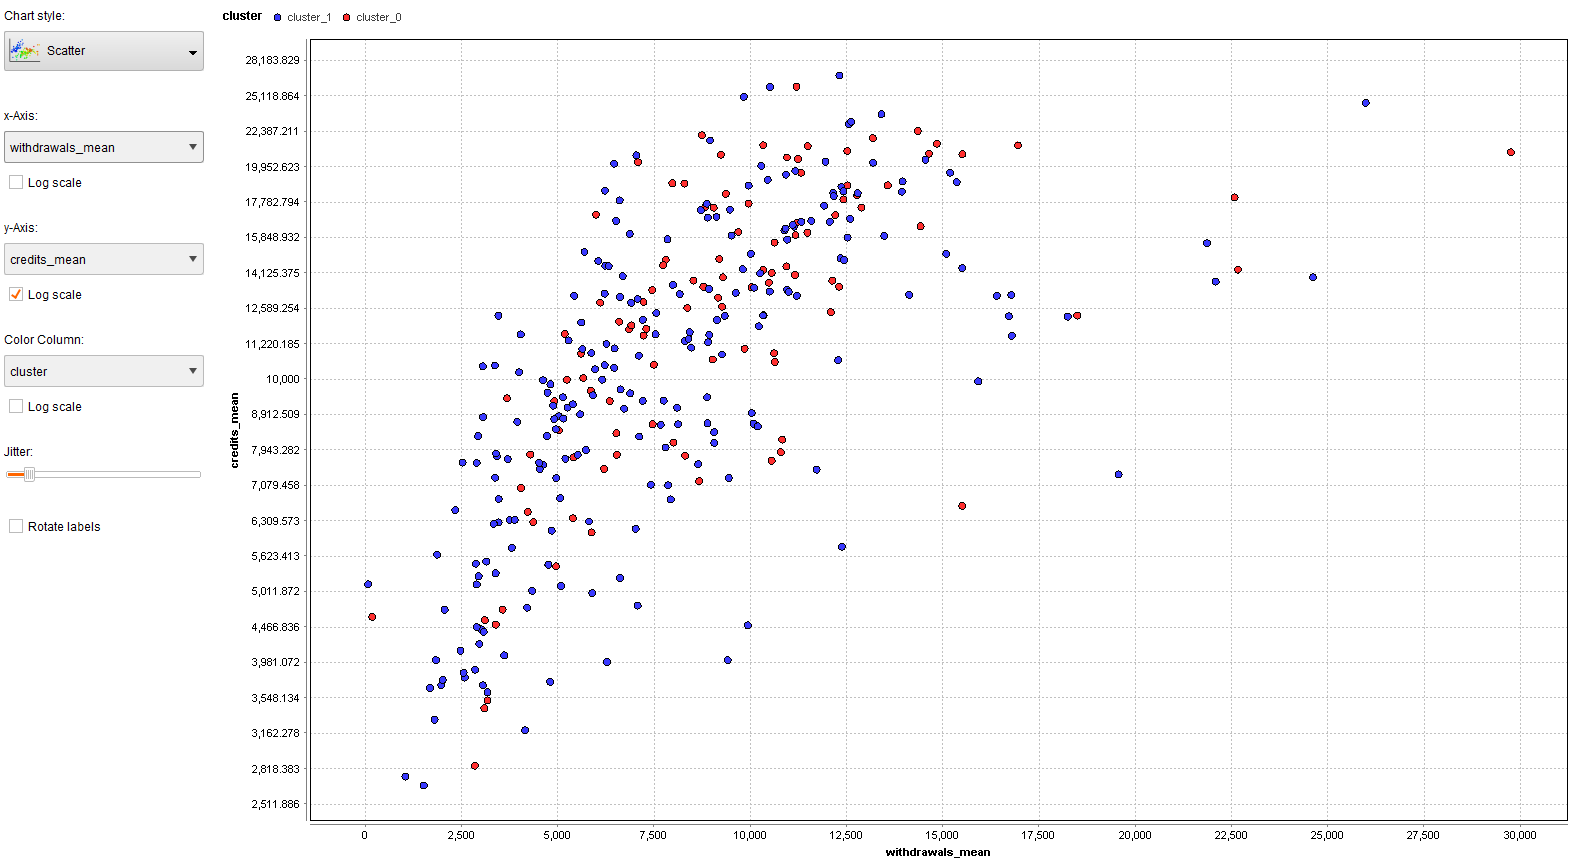 Chart style:
Scatter
x-Axis:
withdrawals_mean
Log scale
y-Axis:
credits_mean
Log scale
Color Column:
cluster
Log scale
Jitter:
Rotate labels
cluster cluster_1 cluster_0
28,183.829
25,118.864
22,387.211
19,952.623
17,782.794
15,848.932
14,125.375
12,589.254
11,220.185
10,000
8,912.509
7,943.282
7,079.458
6,309.573
5,623.413
5,011.872
4,466.836
3,981.072
3,548.134
3,162.278
2,818.383
2,511.886
credits_mean
0 2,500 5,000 7,500 10,000 12,500 15,000 17,500 20,000 22,500 25,000 27,500 30,000
withdrawals_mean